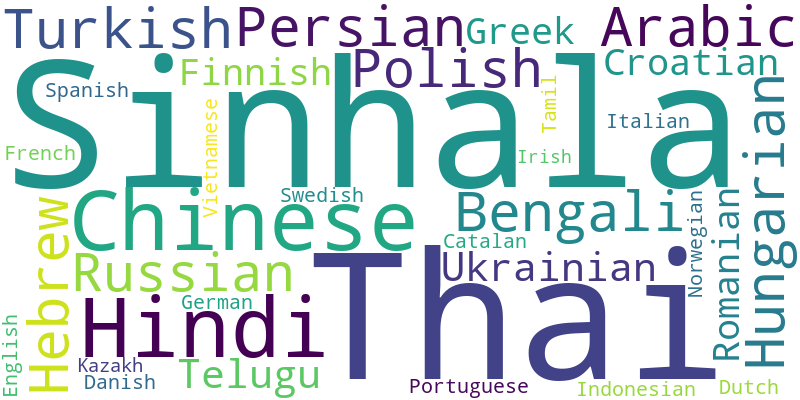 Turkish
Persian
Greek
Arabic
Sinhala
Finnish
Polish
Croatian
Spanish
Tamil
Italian
French
Vietnamese
Irish
Hungarian
Chinese
Swedish
Bengali
Norwegian
Romanian
Hebrew
Russian
Catalan
Ukrainian
Thai
German
Hindi
English
Kazakh
Telugu
Danish
Portuguese
Indonesian
Dutch